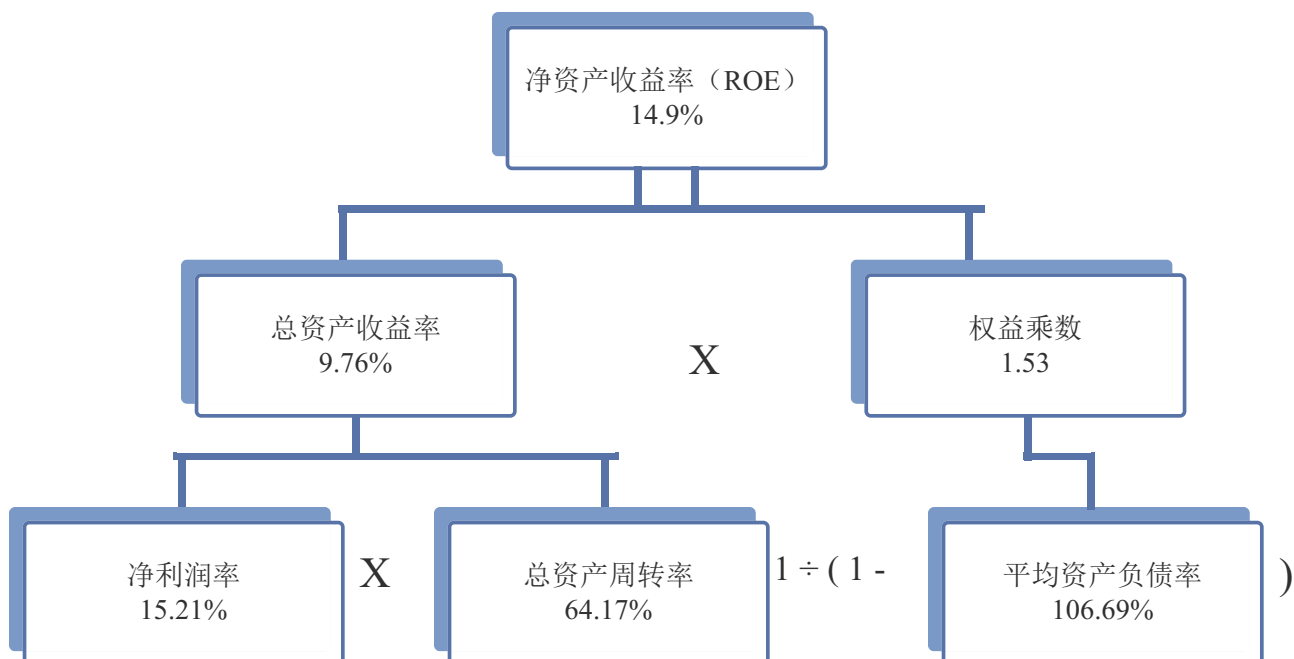 净资产收益率（ROE）
14.9%
总资产收益率
9.76%
X
权益乘数
1.53
净利润率
15.21%
X
总资产周转率
64.17%
1 ÷ ( 1 -
平均资产负债率
106.69%
)